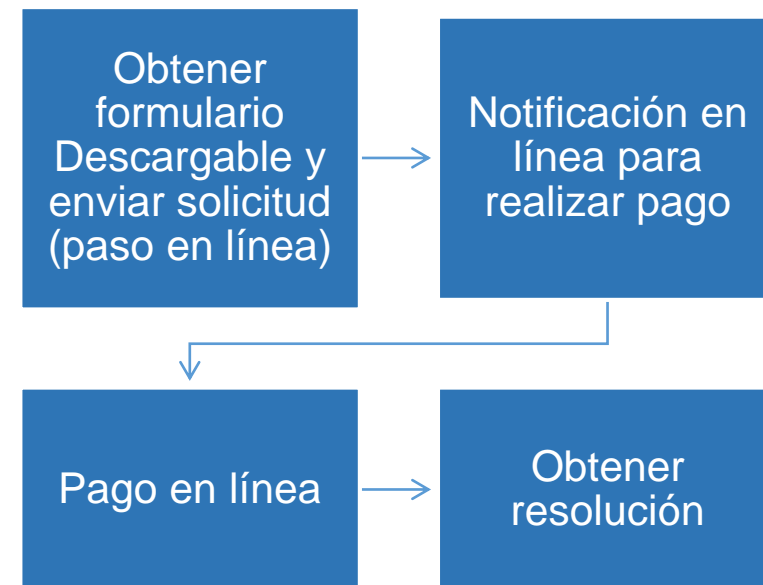 Obtener
formulario
Descargable y
enviar solicitud
(paso en línea)
Notificación en
línea para
realizar pago
Pago en línea
Obtener
resolución